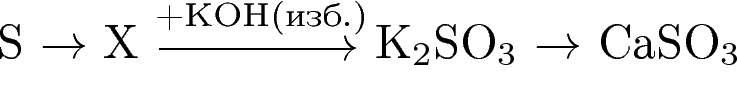 S → X +KOH(изб.) → K₂SO₃ → CaSO₃